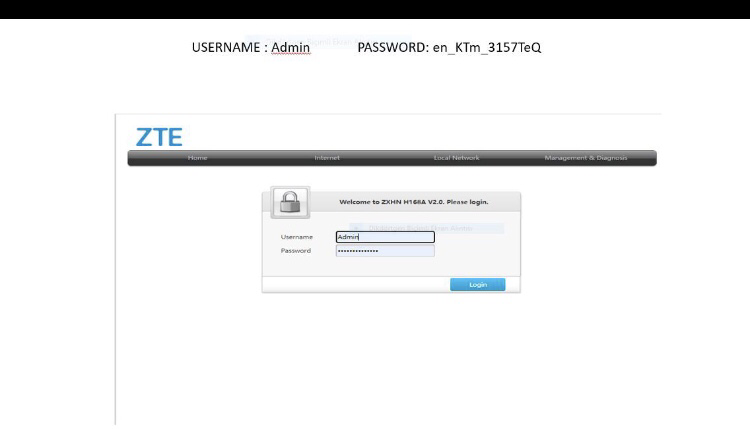 USERNAME : Admin PASSWORD: en_KTm_3157TeQ
ZTE
Home Internet Local Network Management & Diagnosis
Welcome to ZXHN H168A V2.0. Please login.
Username Admin
Password ••••••••••••••
Login